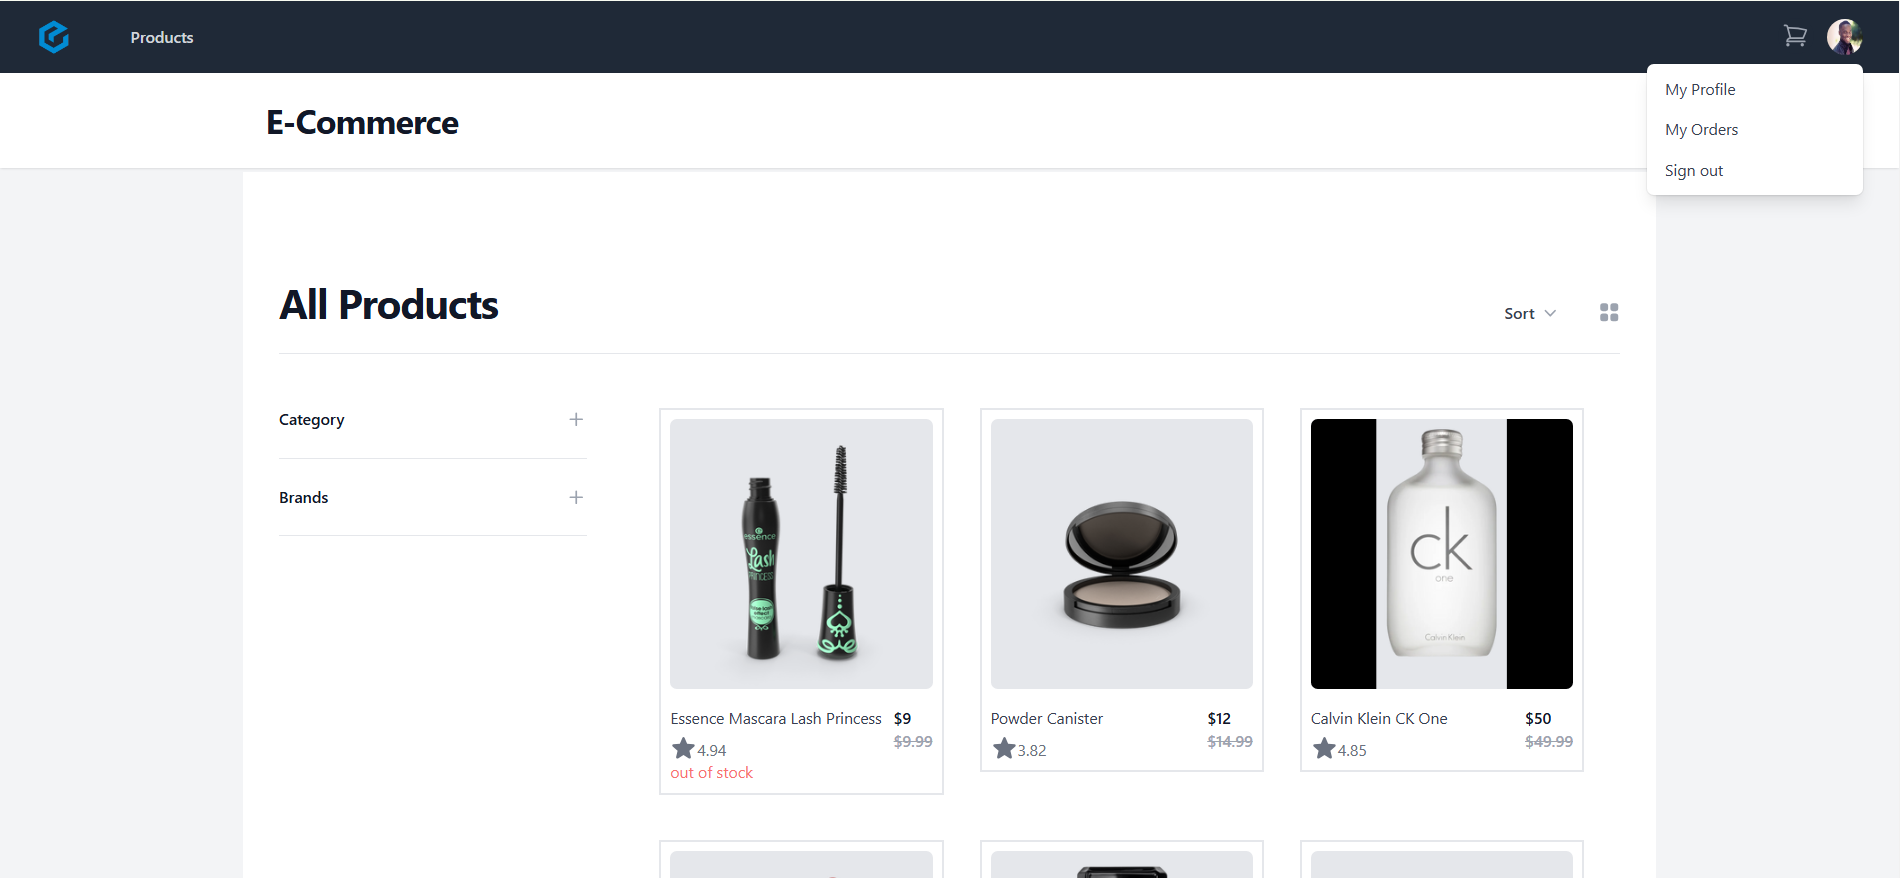 Products
My Profile
My Orders
Sign out
E-Commerce
All Products
Sort
Category
Brands
essence
Lash
PRINCESS
ck
one
Calvin Klein
Essence Mascara Lash Princess $9
4.94 $9.99
out of stock
Powder Canister $12
3.82 $14.99
Calvin Klein CK One $50
4.85 $49.99